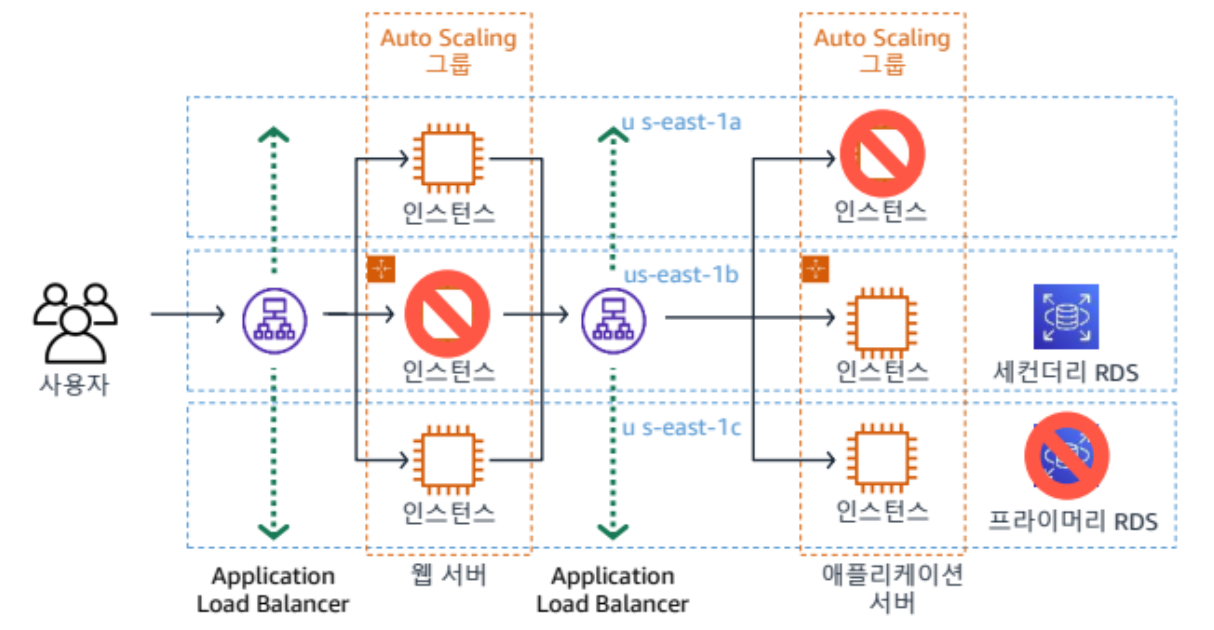 Auto Scaling
그룹
Auto Scaling
그룹
u s-east-1a
인스턴스
인스턴스
us-east-1b
사용자
인스턴스
인스턴스
세컨더리 RDS
u s-east-1c
인스턴스
인스턴스
프라이머리 RDS
Application
Load Balancer
웹 서버
Application
Load Balancer
애플리케이션
서버